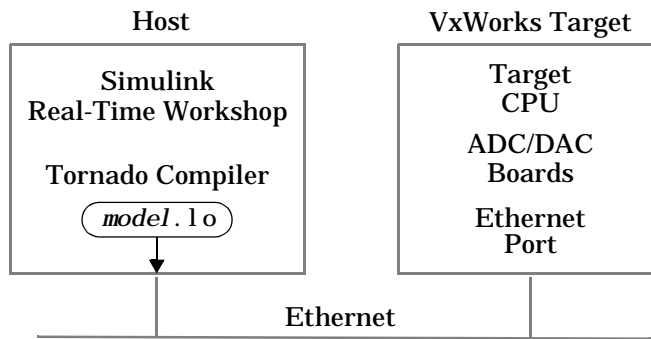 Host
Simulink
Real-Time Workshop
Tornado Compiler
model.lo
VxWorks Target
Target
CPU
ADC/DAC
Boards
Ethernet
Port
Ethernet